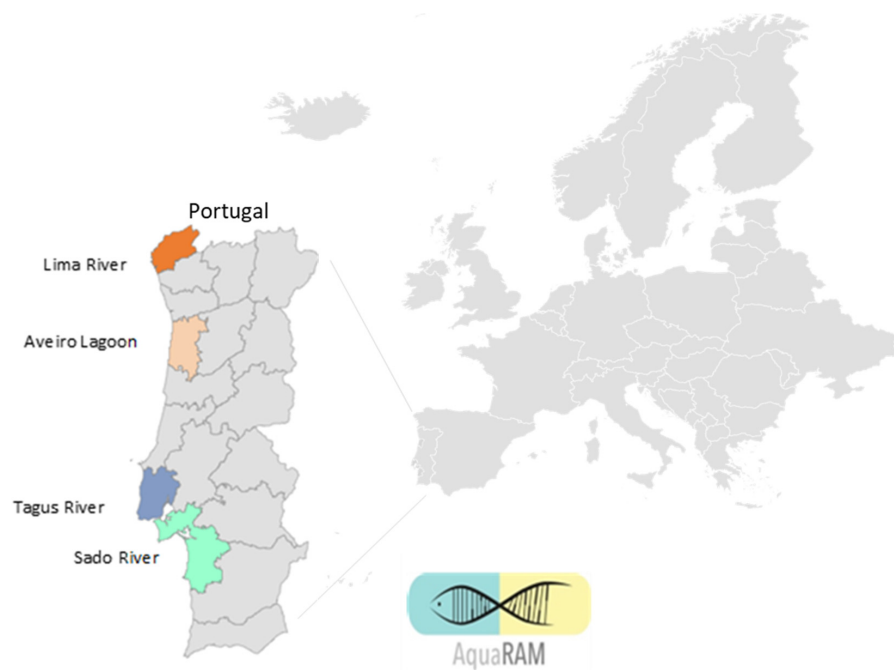 Portugal
Lima River
Aveiro Lagoon
Tagus River
Sado River
AquaRAM